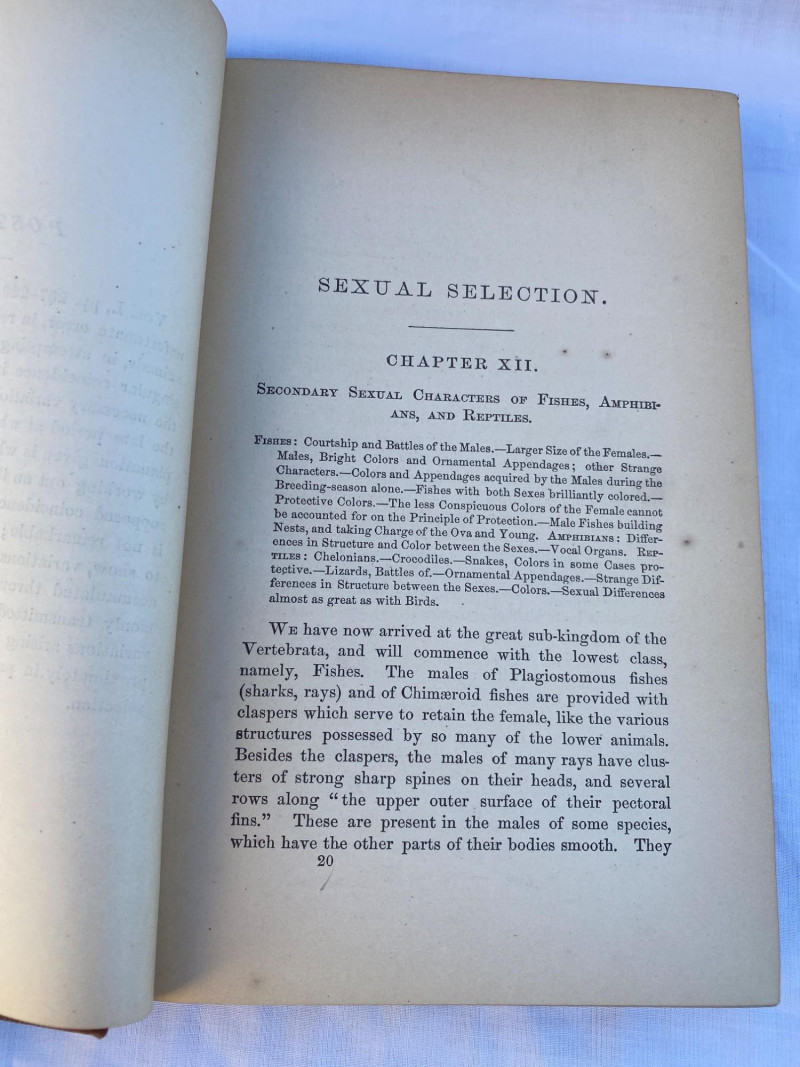 SEXUAL SELECTION.
CHAPTER XII.
SECONDARY SEXUAL CHARACTERS OF FISHES, AMPHIBI-
ANS, AND REPTILES.
FISHES: Courtship and Battles of the Males.—Larger Size of the Females.—
Males, Bright Colors and Ornamental Appendages; other Strange
Characters.—Colors and Appendages acquired by the Males during the
Breeding-season alone.—Fishes with both Sexes brilliantly colored.—
Protective Colors.—The less Conspicuous Colors of the Female cannot
be accounted for on the Principle of Protection.—Male Fishes building
Nests, and taking Charge of the Ova and Young. AMPHIBIANS: Differ-
ences in Structure and Color between the Sexes.—Vocal Organs. REP-
TILES: Chelonians.—Crocodiles.—Snakes, Colors in some Cases pro-
tective.—Lizards, Battles of.—Ornamental Appendages.—Strange Dif-
ferences in Structure between the Sexes.—Colors.—Sexual Differences
almost as great as with Birds.
WE have now arrived at the great sub-kingdom of the
Vertebrata, and will commence with the lowest class,
namely, Fishes. The males of Plagiostomous fishes
(sharks, rays) and of Chimæroid fishes are provided with
claspers which serve to retain the female, like the various
structures possessed by so many of the lower animals.
Besides the claspers, the males of many rays have clus-
ters of strong sharp spines on their heads, and several
rows along "the upper outer surface of their pectoral
fins." These are present in the males of some species,
which have the other parts of their bodies smooth. They
20